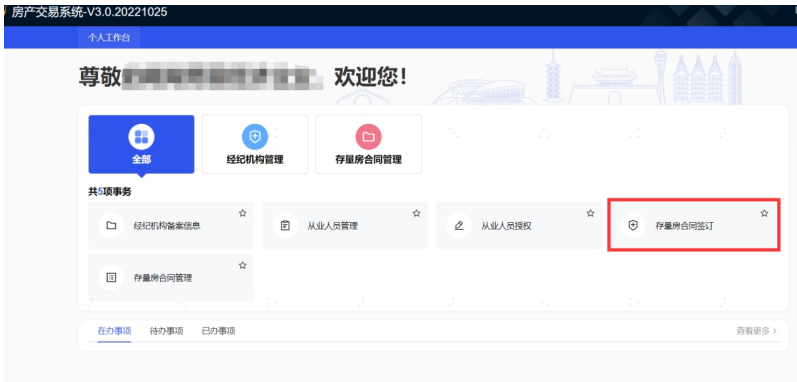 房产交易系统-V3.0.20221025
个人工作台
尊敬 欢迎您!
全部
经纪机构管理
存量房合同管理
共5项事务
经纪机构备案信息
从业人员管理
从业人员授权
存量房合同签订
存量房合同管理
在办事项 待办事项 已办事项 查看更多 >